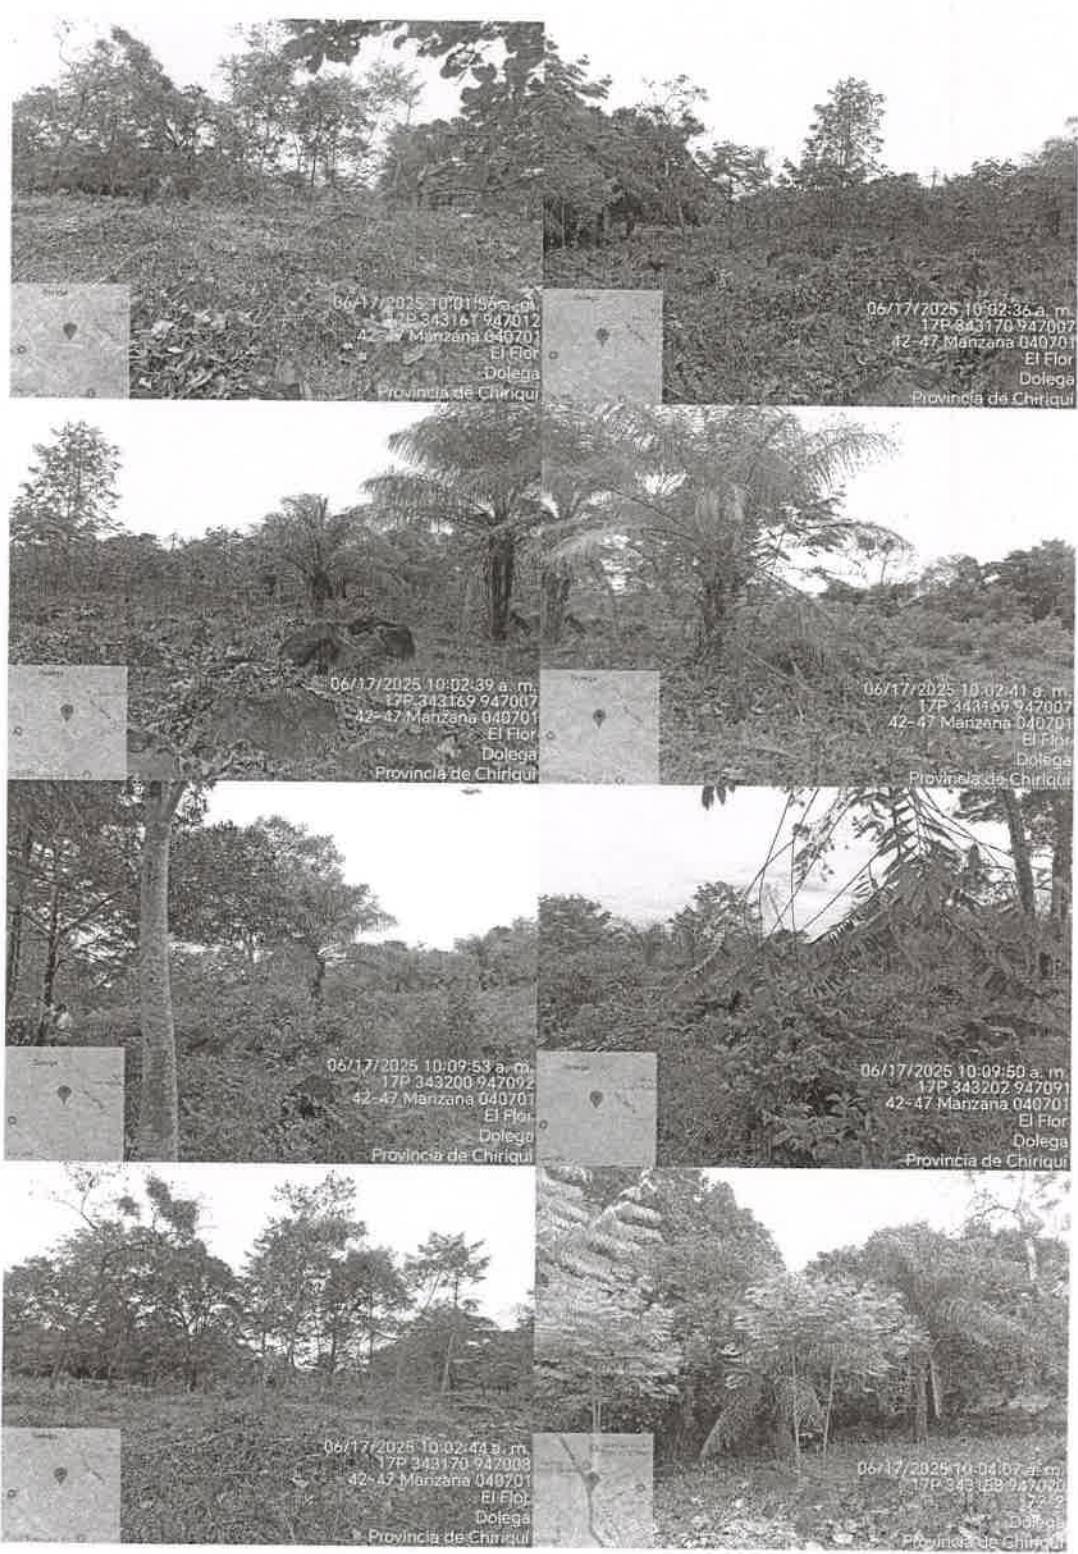 06/17/2025 10:01:56 a. m.
17P 343161 947012
42-47 Manzana 040701
El Flor
Dolega
Provincia de Chiriquí
06/17/2025 10:02:36 a. m.
17P 343170 947007
42-47 Manzana 040701
El Flor
Dolega
Provincia de Chiriquí
06/17/2025 10:02:39 a. m.
17P 343169 947007
42-47 Manzana 040701
El Flor
Dolega
Provincia de Chiriquí
06/17/2025 10:02:41 a. m.
17P 343169 947007
42-47 Manzana 040701
El Flor
Dolega
Provincia de Chiriquí
06/17/2025 10:09:53 a. m.
17P 343200 947092
42-47 Manzana 040701
El Flor
Dolega
Provincia de Chiriquí
06/17/2025 10:09:50 a. m.
17P 343202 947091
42-47 Manzana 040701
El Flor
Dolega
Provincia de Chiriquí
06/17/2025 10:02:44 a. m.
17P 343170 947008
42-47 Manzana 040701
El Flor
Dolega
Provincia de Chiriquí
06/17/2025 10:04:07 a. m.
17P
Dolega
Provincia de Chiriquí